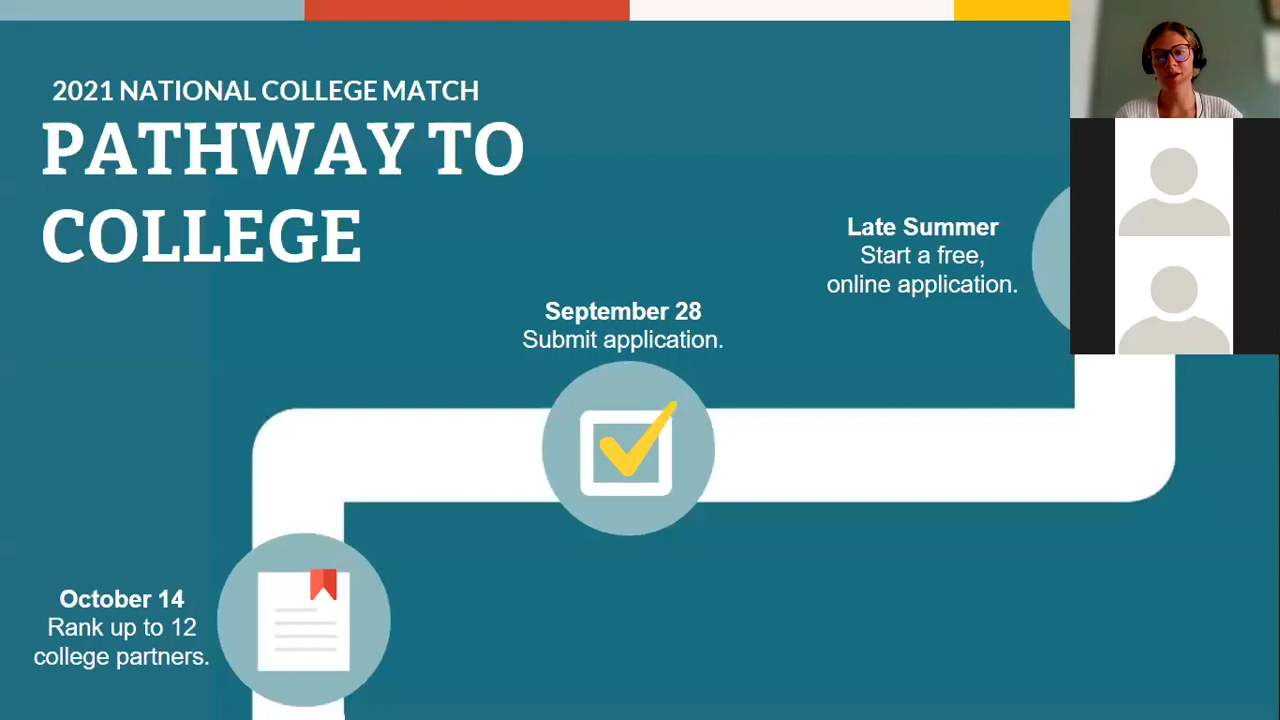 2021 NATIONAL COLLEGE MATCH
PATHWAY TO
COLLEGE
Late Summer
Start a free,
online application.
September 28
Submit application.
October 14
Rank up to 12
college partners.